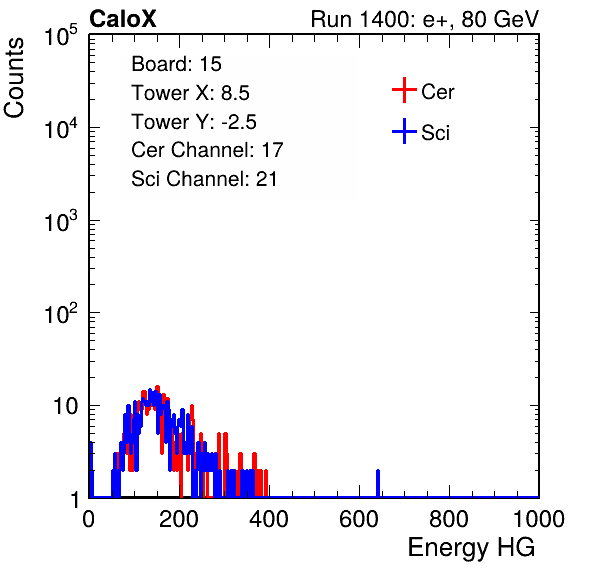 CaloX Run 1400: e+, 80 GeV
Counts
10^5
10^4
10^3
10^2
10
1
Board: 15
Tower X: 8.5
Tower Y: -2.5
Cer Channel: 17
Sci Channel: 21
Cer
Sci
0 200 400 600 800 1000
Energy HG